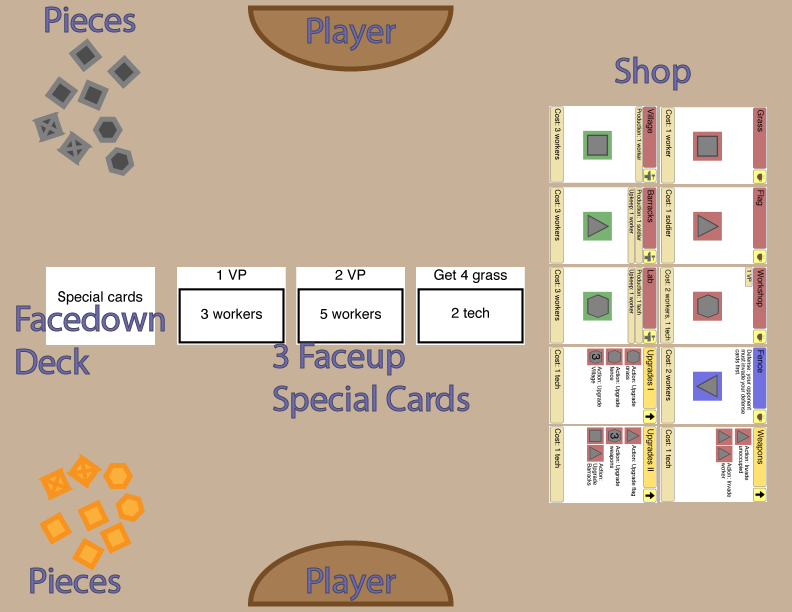 Pieces
Player
Shop
Village
Production: 1 worker
Cost: 3 workers
Grass
Cost: 1 worker
Barracks
Production: 1 soldier
Upkeep: 1 worker
Cost: 3 workers
Flag
Cost: 1 soldier
Lab
Production: 1 tech
Upkeep: 1 worker
Cost: 3 workers
Workshop
1 VP
Cost: 2 workers, 1 tech
Upgrades I
Action: Upgrade
grass
Action: Upgrade
fence
3
Action: Upgrade
Village
Cost: 1 tech
Fence
Defense: your opponent
must invade your defense
cards first.
Cost: 2 workers
Upgrades II
Action: Upgrade flag
3
Action: Upgrade
weapons
Action:
Upgrade
Barracks
Cost: 1 tech
Weapons
Action: Invade
unoccupied
Action: Invade
worker
Cost: 1 tech
Special cards
1 VP
3 workers
2 VP
5 workers
Get 4 grass
2 tech
Facedown
Deck
3 Faceup
Special Cards
Pieces
Player